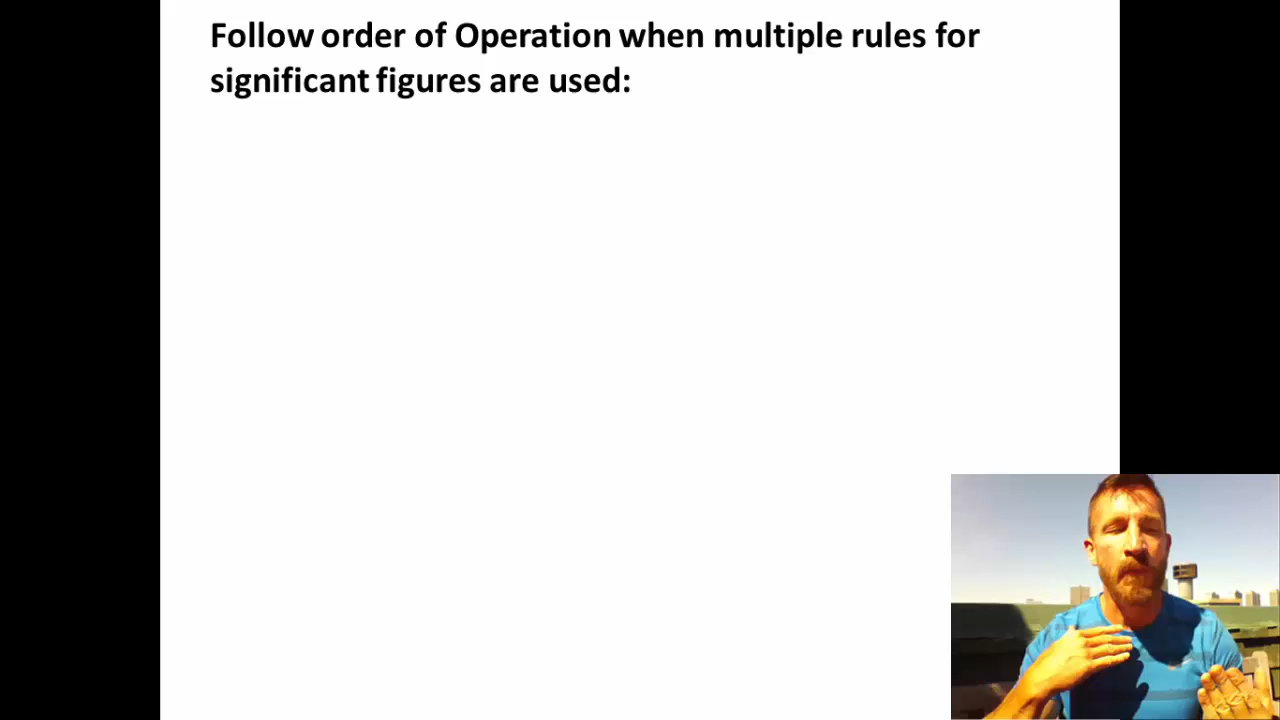 Follow order of Operation when multiple rules for
significant figures are used: